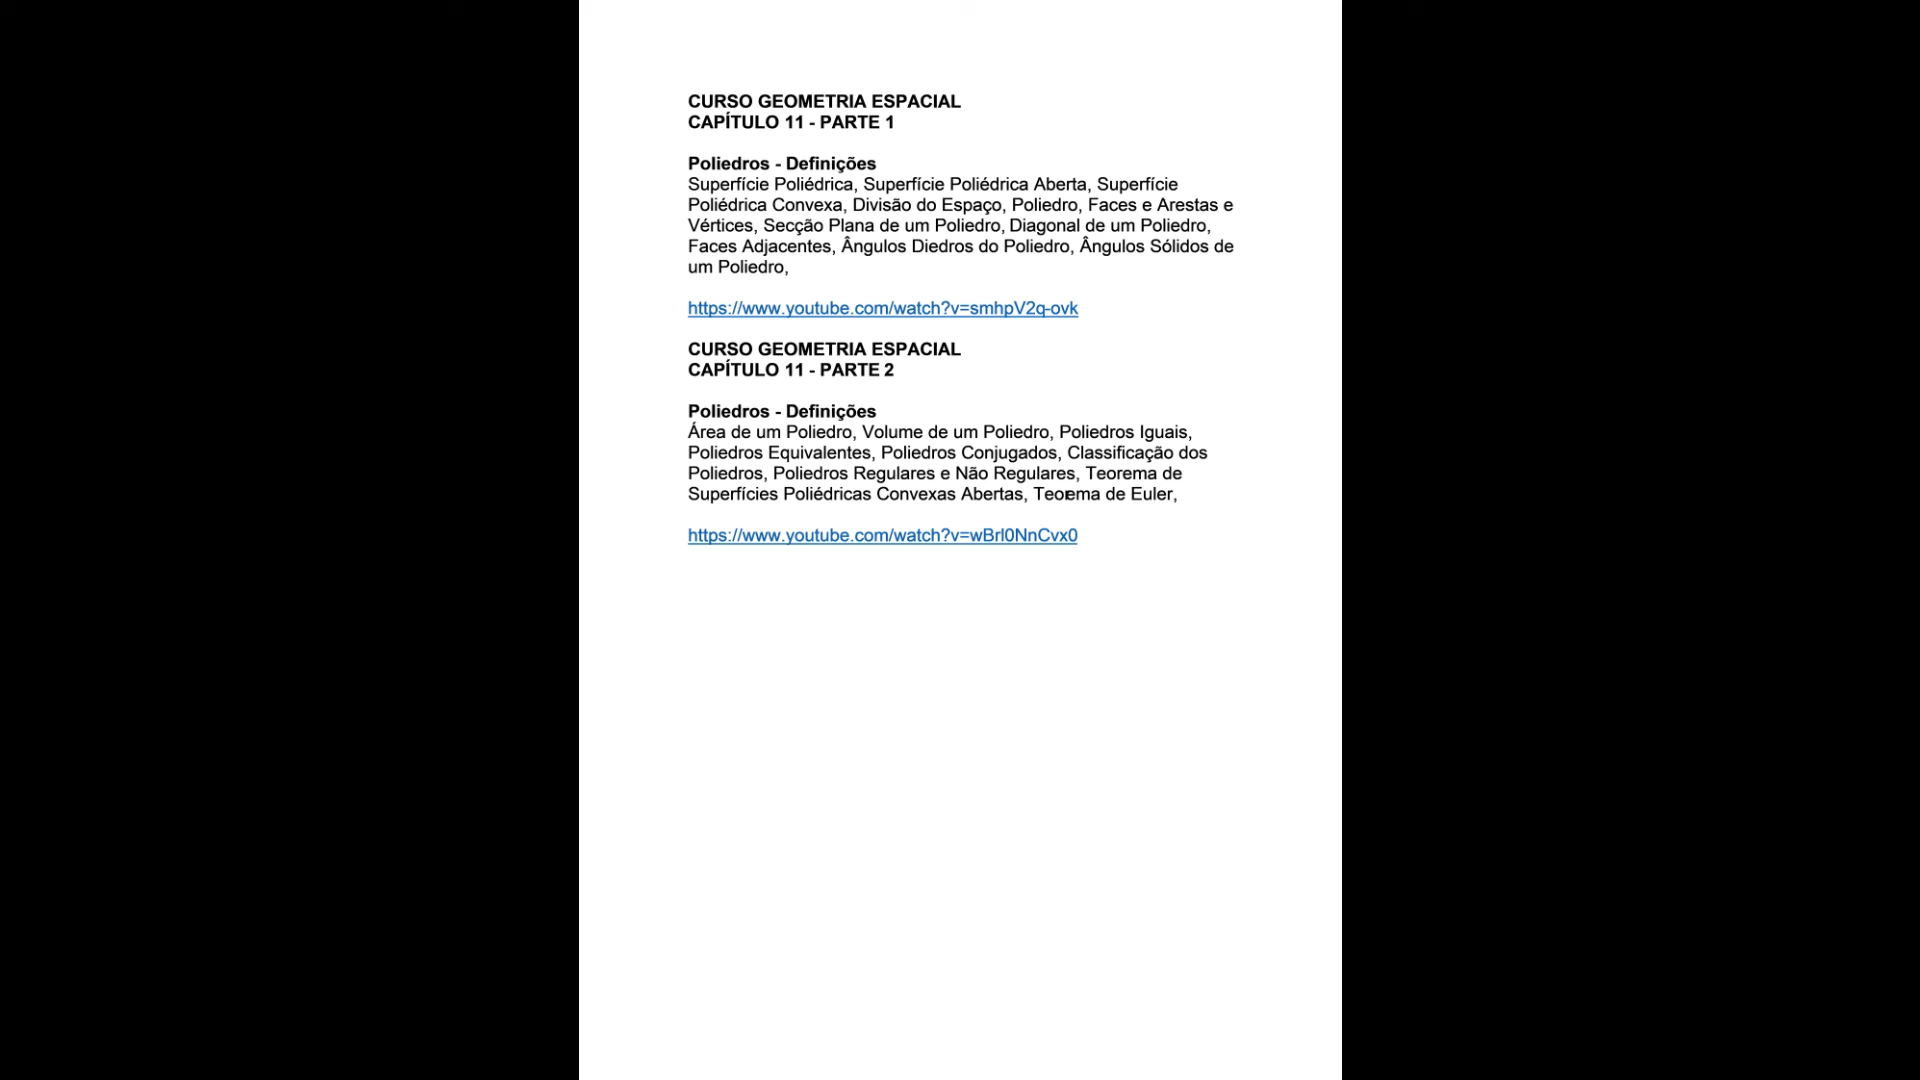 CURSO GEOMETRIA ESPACIAL
CAPÍTULO 11 - PARTE 1
Poliedros - Definições
Superfície Poliédrica, Superfície Poliédrica Aberta, Superfície
Poliédrica Convexa, Divisão do Espaço, Poliedro, Faces e Arestas e
Vértices, Secção Plana de um Poliedro, Diagonal de um Poliedro,
Faces Adjacentes, Ângulos Diedros do Poliedro, Ângulos Sólidos de
um Poliedro,
https://www.youtube.com/watch?v=smhpV2q-ovk
CURSO GEOMETRIA ESPACIAL
CAPÍTULO 11 - PARTE 2
Poliedros - Definições
Área de um Poliedro, Volume de um Poliedro, Poliedros Iguais,
Poliedros Equivalentes, Poliedros Conjugados, Classificação dos
Poliedros, Poliedros Regulares e Não Regulares, Teorema de
Superfícies Poliédricas Convexas Abertas, Teorema de Euler,
https://www.youtube.com/watch?v=wBrl0NnCvx0